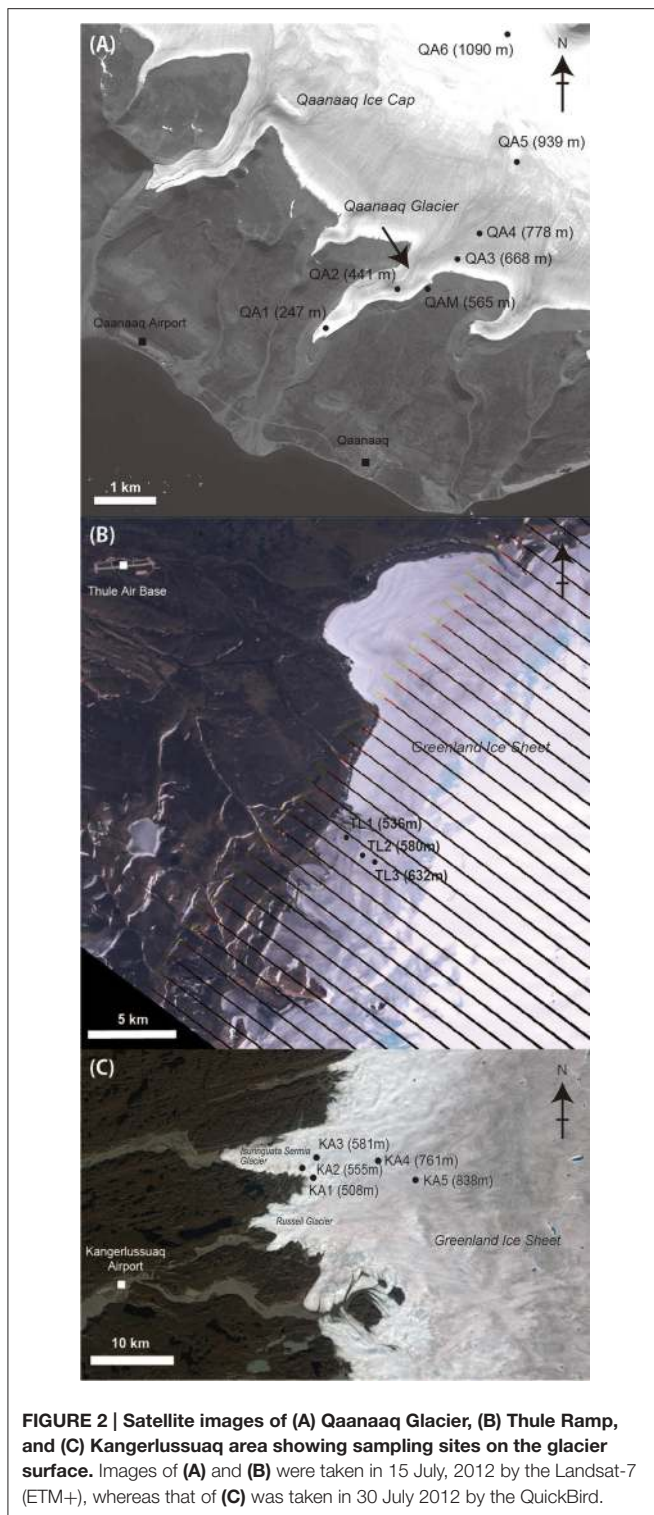 (A)
QA6 (1090 m)
N
Qaanaaq Ice Cap
QA5 (939 m)
Qaanaaq Glacier
QA4 (778 m)
QA3 (668 m)
QA2 (441 m)
QAM (565 m)
QA1 (247 m)
Qaanaaq Airport
Qaanaaq
1 km
(B)
N
Thule Air Base
Greenland Ice Sheet
TL1 (536m)
TL2 (580m)
TL3 (632m)
5 km
(C)
N
Isunnguata Sermia
Glacier
KA3 (581m)
KA4 (761m)
KA2 (555m)
KA5 (838m)
KA1 (508m)
Russell Glacier
Greenland Ice Sheet
Kangerlussuaq
Airport
10 km
FIGURE 2 | Satellite images of (A) Qaanaaq Glacier, (B) Thule Ramp,
and (C) Kangerlussuaq area showing sampling sites on the glacier
surface. Images of (A) and (B) were taken in 15 July, 2012 by the Landsat-7
(ETM+), whereas that of (C) was taken in 30 July 2012 by the QuickBird.